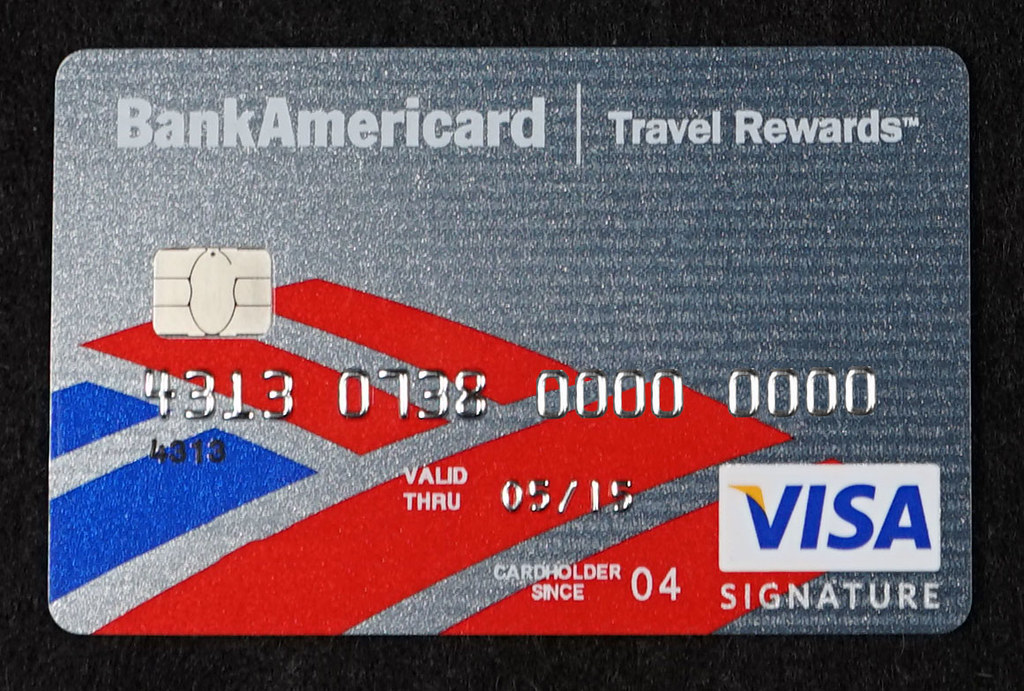 BankAmericard | Travel Rewards™
4313 0738 0000 0000
4313
VALID THRU 05/15
CARDHOLDER SINCE 04
VISA
SIGNATURE